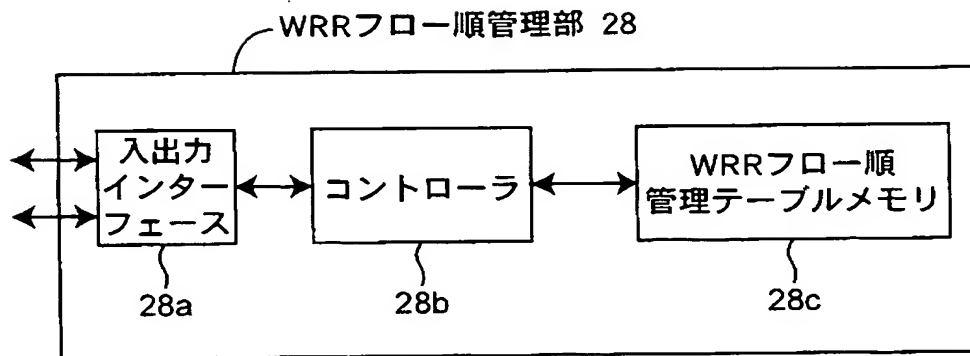 WRRフロー順管理部 28
入出力
インター
フェース
コントローラ
WRRフロー順
管理テーブルメモリ
28a
28b
28c